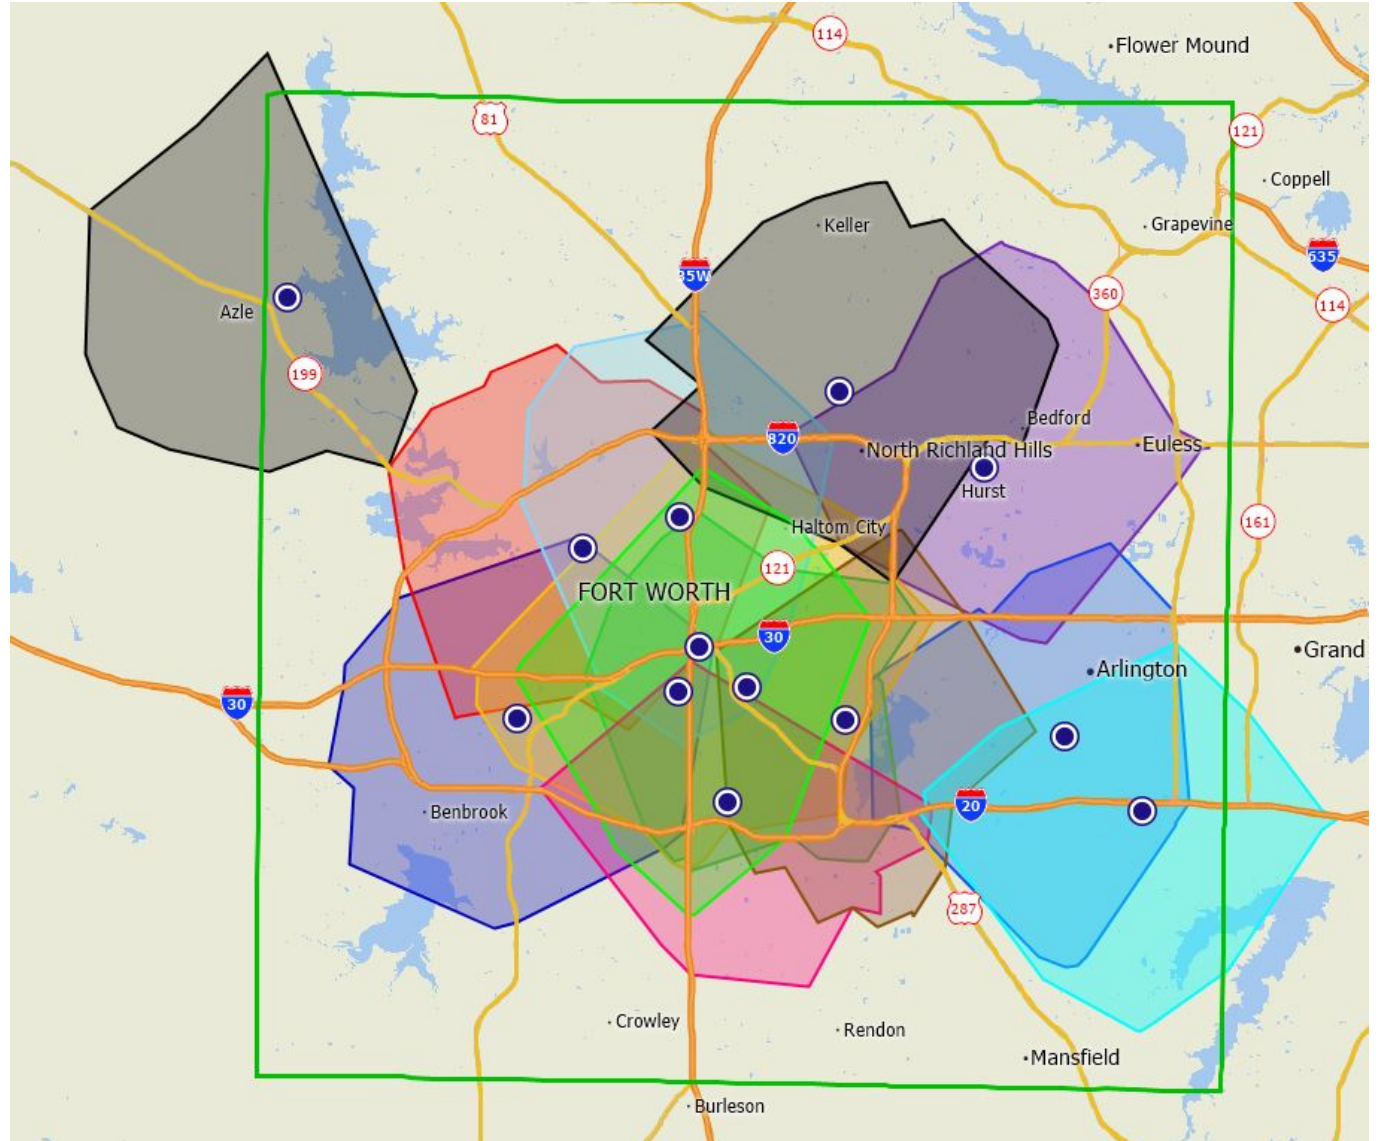 114
Flower Mound
81
121
Coppell
Keller
Grapevine
635
35W
360
114
Azle
199
Bedford
820
North Richland Hills
Euless
Hurst
161
Haltom City
121
FORT WORTH
30
Grand
Arlington
30
20
Benbrook
287
Crowley
Rendon
Mansfield
Burleson